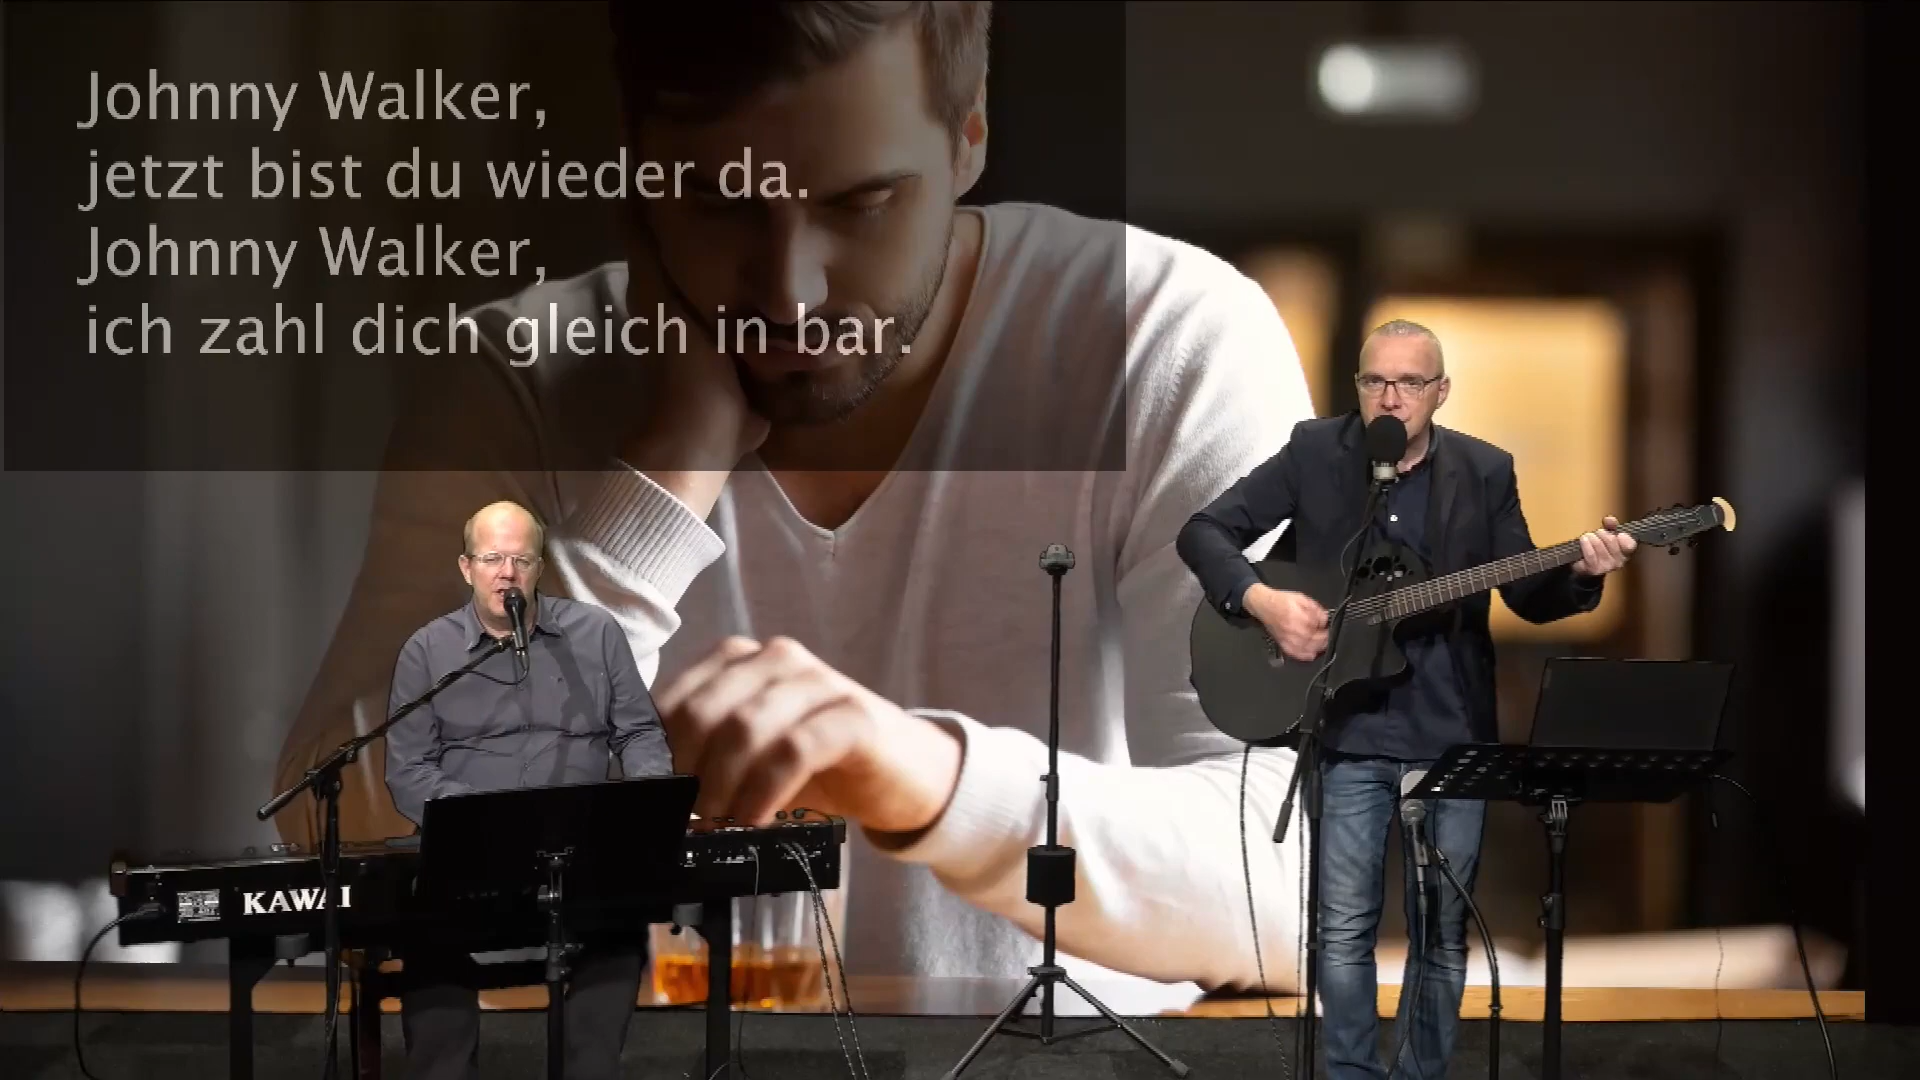 Johnny Walker,
jetzt bist du wieder da.
Johnny Walker,
ich zahl dich gleich in bar.
KAWAI